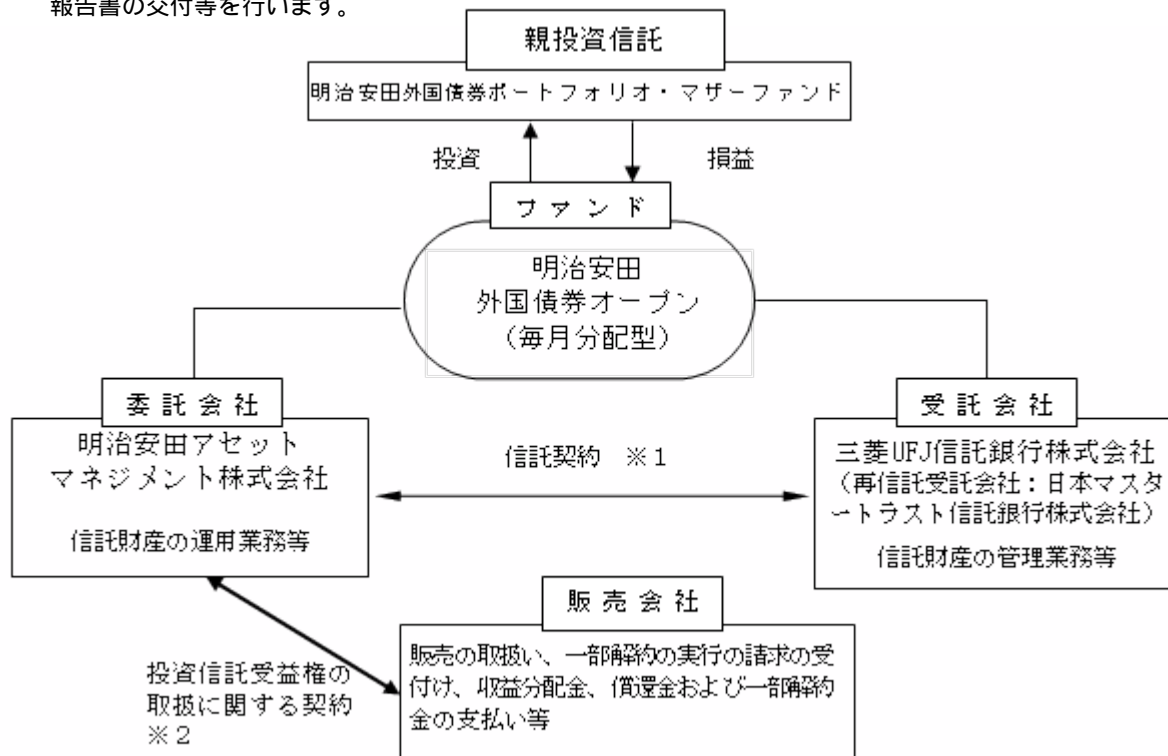 報告書の交付等を行います。
親投資信託
明治安田外国債券ポートフォリオ・マザーファンド
投資
損益
ファンド
明治安田
外国債券オープン
（毎月分配型）
委託会社
明治安田アセット
マネジメント株式会社
信託財産の運用業務等
信託契約　※１
受託会社
三菱UFJ信託銀行株式会社
（再信託受託会社：日本マスタ
ートラスト信託銀行株式会社）
信託財産の管理業務等
販売会社
販売の取扱い、一部解約の実行の請求の受
付け、収益分配金、償還金および一部解約
金の支払い等
投資信託受益権の
取扱に関する契約
※２